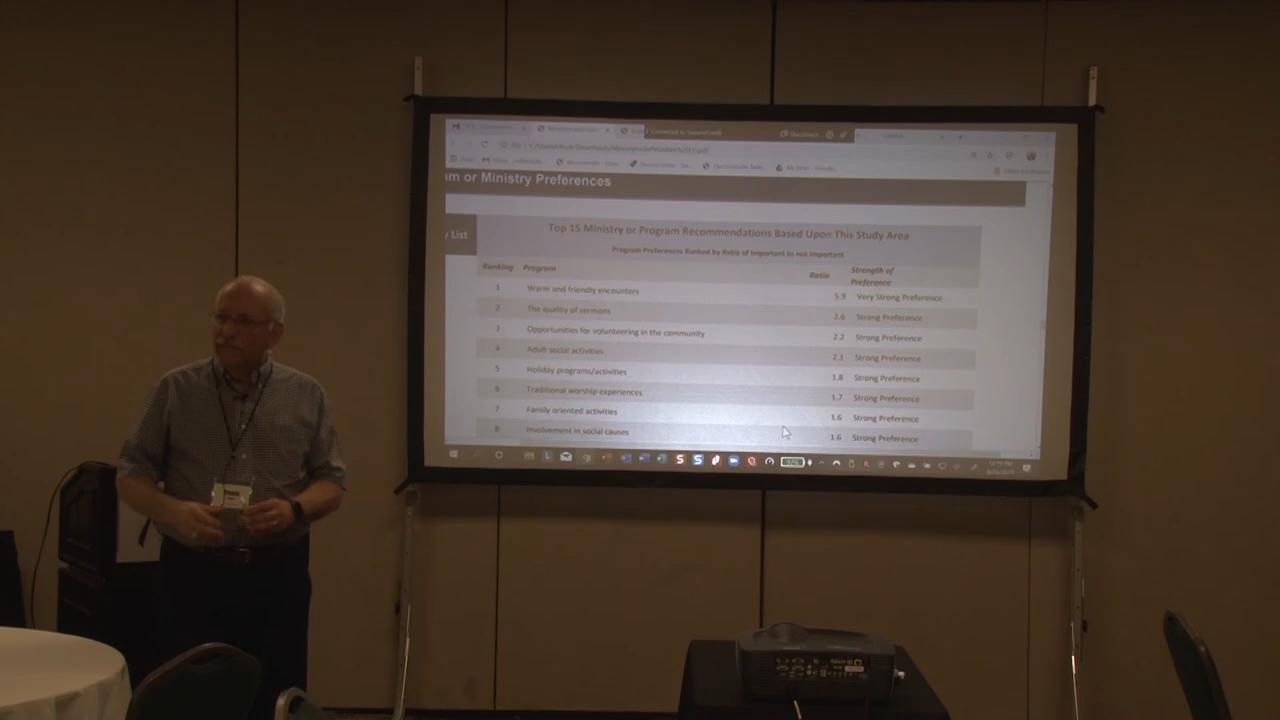 m or Ministry Preferences
List
Top 15 Ministry or Program Recommendations Based Upon This Study Area
Program Preferences Ranked by Ratio of Important to not Important
Ranking Program Ratio Strength of Preference
1 Warm and friendly encounters 5.9 Very Strong Preference
2 The quality of sermons 2.6 Strong Preference
3 Opportunities for volunteering in the community 2.2 Strong Preference
4 Adult social activities 2.1 Strong Preference
5 Holiday programs/activities 1.8 Strong Preference
6 Traditional worship experiences 1.7 Strong Preference
7 Family oriented activities 1.6 Strong Preference
8 Involvement in social causes 1.6 Strong Preference